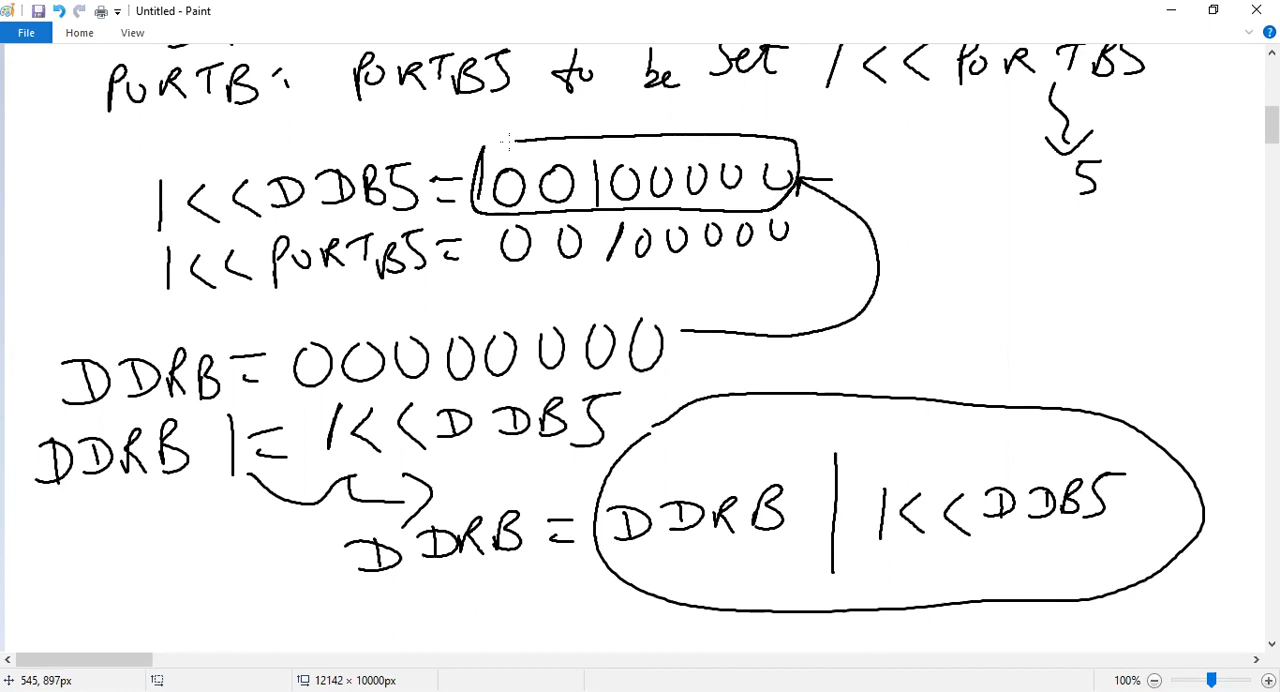 Untitled - Paint
File Home View
PORTB: PORTB5 to be set 1<<PORTB5
5
1<<DDB5=00100000
1<<PORTB5=00100000
DDRB=00000000
DDRB |= 1<<DDB5
DDRB = DDRB | 1<<DDB5
545, 897px 12142 × 10000px 100%